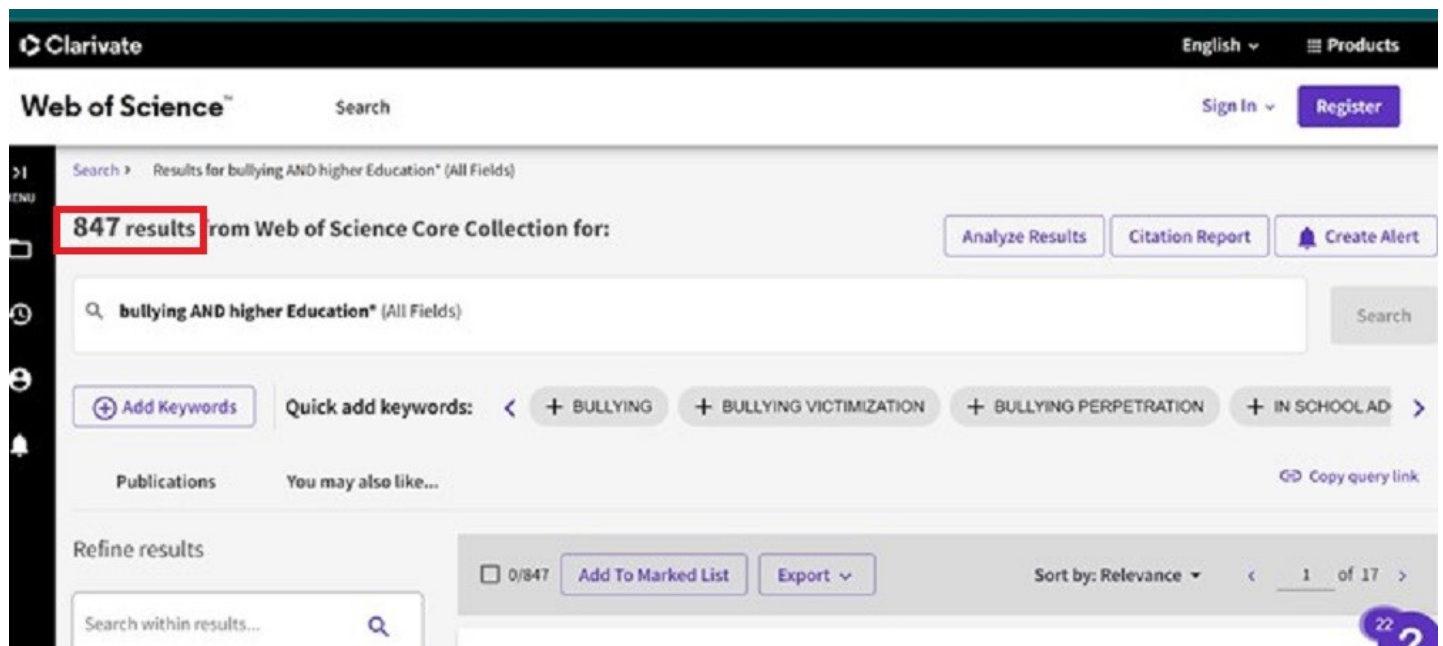 Clarivate
English
Products
Web of Science™
Search
Sign In
Register
MENU
Search > Results for bullying AND higher Education* (All Fields)
847 results from Web of Science Core Collection for:
Analyze Results
Citation Report
Create Alert
bullying AND higher Education* (All Fields)
Search
Add Keywords
Quick add keywords:
+ BULLYING
+ BULLYING VICTIMIZATION
+ BULLYING PERPETRATION
+ IN SCHOOL AD
Publications
You may also like...
Copy query link
Refine results
0/847
Add To Marked List
Export
Sort by: Relevance
< 1 of 17 >
Search within results...
22
?